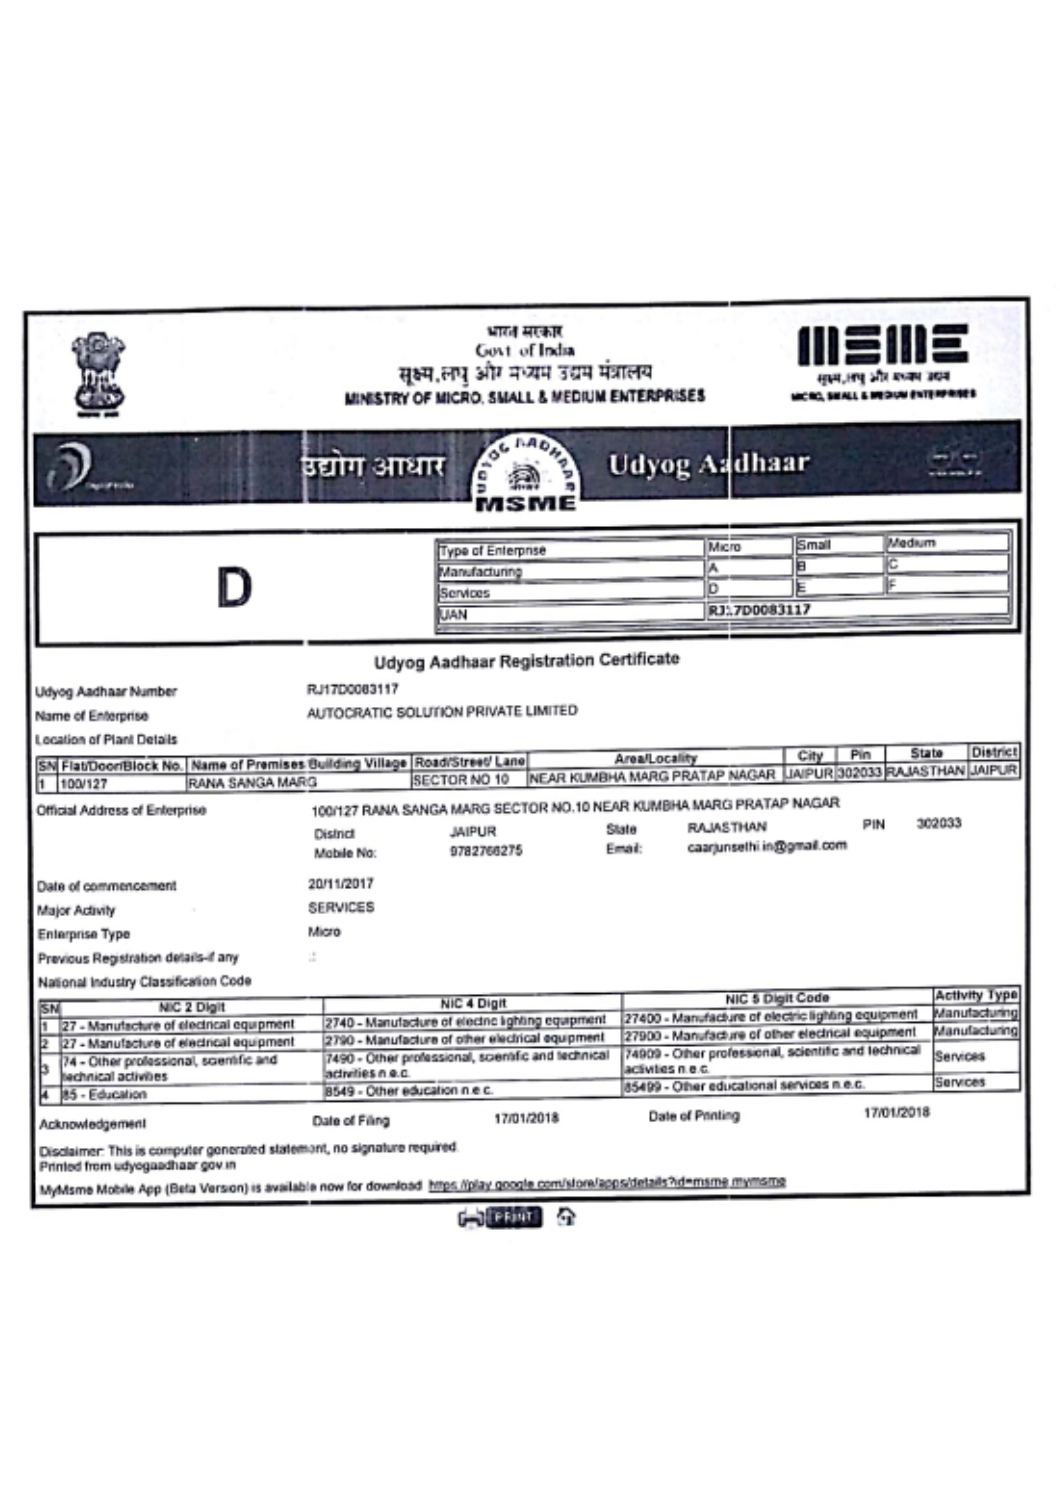 भारत सरकार
Govt. of India
सूक्ष्म,लघु और मध्यम उद्यम मंत्रालय
MINISTRY OF MICRO, SMALL & MEDIUM ENTERPRISES
MSME
सूक्ष्म,लघु और मध्यम उद्यम
MICRO, SMALL & MEDIUM ENTERPRISES
उद्योग आधार
UDYOG AADHAAR
MSME
Udyog Aadhaar
D
Type of Enterprise Micro Small Medium
Manufacturing A B C
Services D E F
UAN RJ17D0083117
Udyog Aadhaar Registration Certificate
Udyog Aadhaar Number RJ17D0083117
Name of Enterprise AUTOCRATIC SOLUTION PRIVATE LIMITED
Location of Plant Details
SN Flat/Door/Block No. Name of Premises Building Village Road/Street/ Lane Area/Locality City Pin State District
1 100/127 RANA SANGA MARG SECTOR NO 10 NEAR KUMBHA MARG PRATAP NAGAR JAIPUR 302033 RAJASTHAN JAIPUR
Official Address of Enterprise 100/127 RANA SANGA MARG SECTOR NO.10 NEAR KUMBHA MARG PRATAP NAGAR
District JAIPUR State RAJASTHAN PIN 302033
Mobile No: 9782766275 Email: caarjunsethi.in@gmail.com
Date of commencement 20/11/2017
Major Activity SERVICES
Enterprise Type Micro
Previous Registration details-if any ::
National Industry Classification Code
SN NIC 2 Digit NIC 4 Digit NIC 5 Digit Code Activity Type
1 27 - Manufacture of electrical equipment 2740 - Manufacture of electric lighting equipment 27400 - Manufacture of electric lighting equipment Manufacturing
2 27 - Manufacture of electrical equipment 2790 - Manufacture of other electrical equipment 27900 - Manufacture of other electrical equipment Manufacturing
3 74 - Other professional, scientific and technical activities 7490 - Other professional, scientific and technical activities n.e.c. 74909 - Other professional, scientific and technical activities n.e.c. Services
4 85 - Education 8549 - Other education n.e.c. 85499 - Other educational services n.e.c. Services
Acknowledgement Date of Filing 17/01/2018 Date of Printing 17/01/2018
Disclaimer: This is computer generated statement, no signature required.
Printed from udyogaadhaar.gov.in
MyMsme Mobile App (Beta Version) is available now for download https://play.google.com/store/apps/details?id=msme.mymsme
PRINT